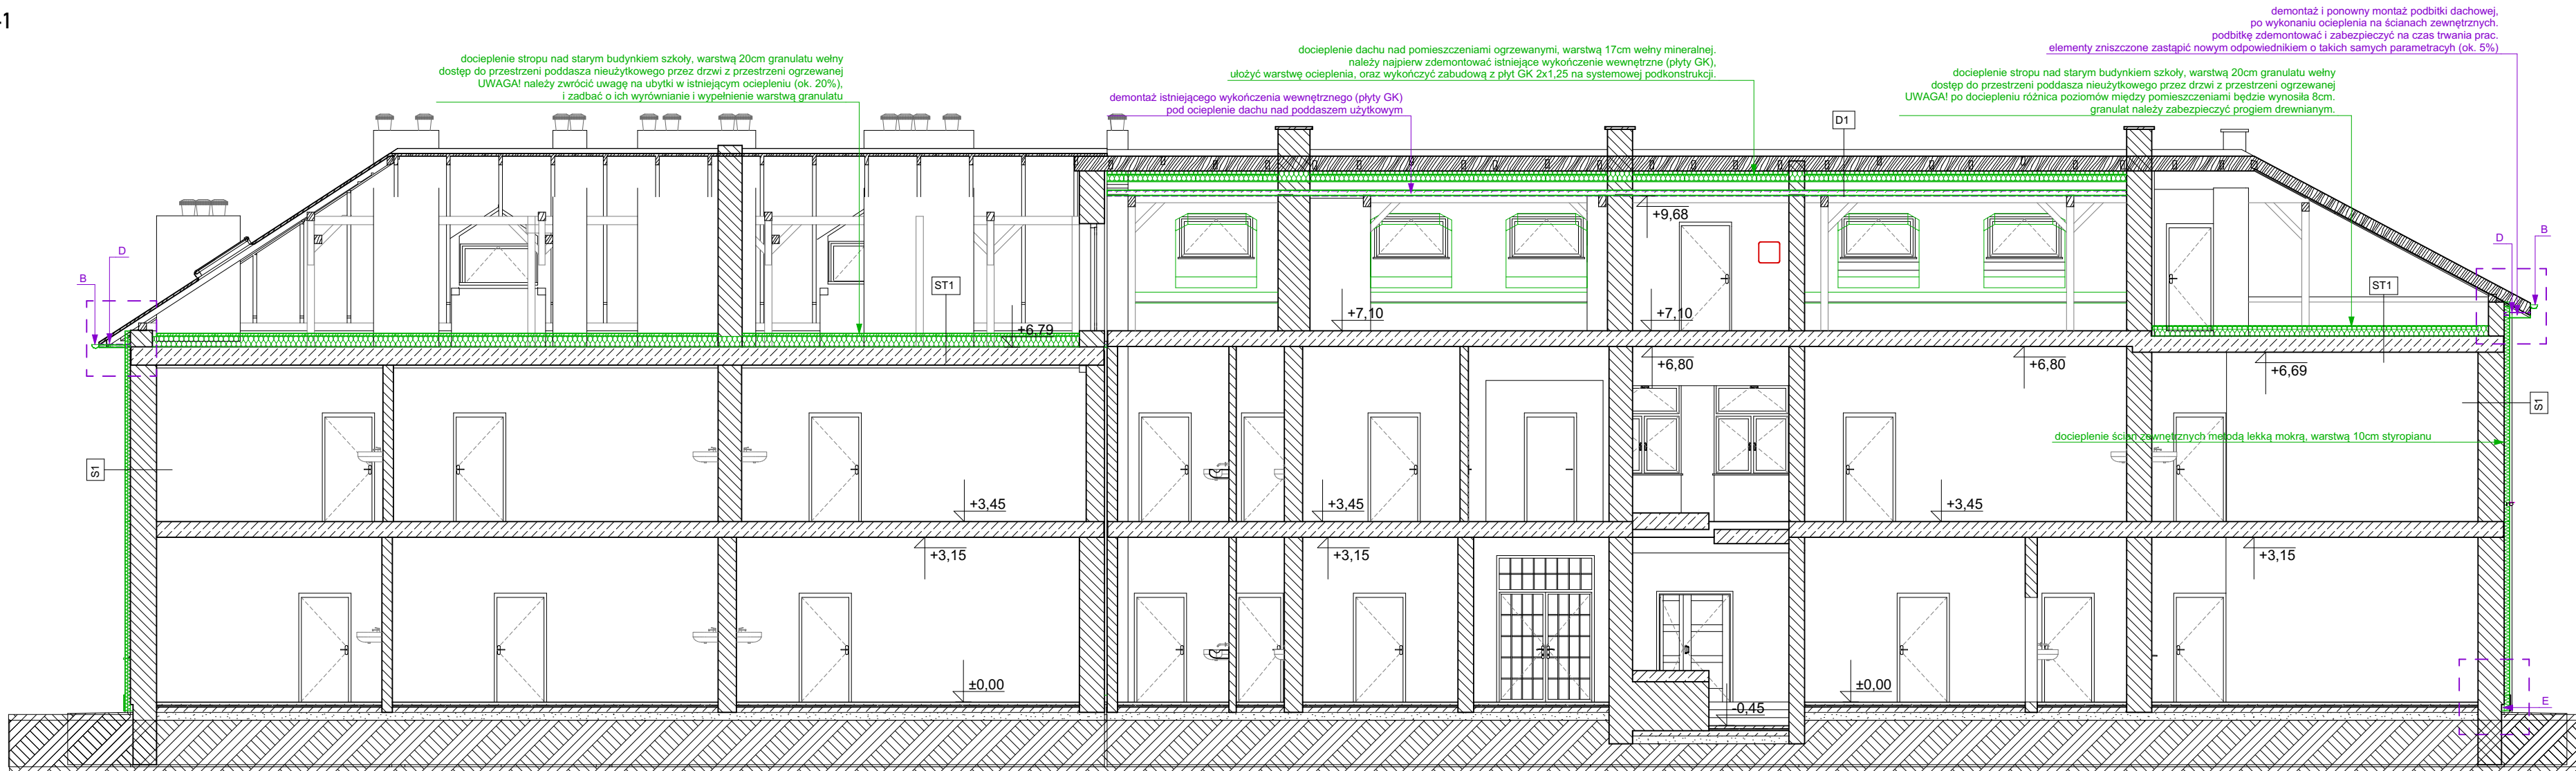 demontaż i ponowny montaż podbitki dachowej,
po wykonaniu ocieplenia na ścianach zewnętrznych.
podbitkę zdemontować i zabezpieczyć na czas trwania prac.
elementy zniszczone zastąpić nowym odpowiednikiem o takich samych parametracyh (ok. 5%)
docieplenie stropu nad starym budynkiem szkoły, warstwą 20cm granulatu wełny
dostęp do przestrzeni poddasza nieużytkowego przez drzwi z przestrzeni ogrzewanej
UWAGA! należy zwrócić uwagę na ubytki w istniejącym ociepleniu (ok. 20%),
i zadbać o ich wyrównianie i wypełnienie warstwą granulatu
docieplenie dachu nad pomieszczeniami ogrzewanymi, warstwą 17cm wełny mineralnej.
należy najpierw zdemontować istniejące wykończenie wewnętrzne (płyty GK),
ułożyć warstwę ocieplenia, oraz wykończyć zabudową z płyt GK 2x1,25 na systemowej podkonstrukcji.
demontaż istniejącego wykończenia wewnętrznego (płyty GK)
pod ocieplenie dachu nad poddaszem użytkowym
docieplenie stropu nad starym budynkiem szkoły, warstwą 20cm granulatu wełny
dostęp do przestrzeni poddasza nieużytkowego przez drzwi z przestrzeni ogrzewanej
UWAGA! po dociepleniu różnica poziomów między pomieszczeniami będzie wynosiła 8cm.
granulat należy zabezpieczyć progiem drewnianym.
D1
+9,68
B
D
D
B
ST1
ST1
+6,79
+7,10
+7,10
+6,80
+6,80
+6,69
S1
S1
docieplenie ścian zewnętrznych metodą lekką mokrą, warstwą 10cm styropianu
+3,45
+3,45
+3,45
+3,15
+3,15
+3,15
±0,00
±0,00
-0,45
E